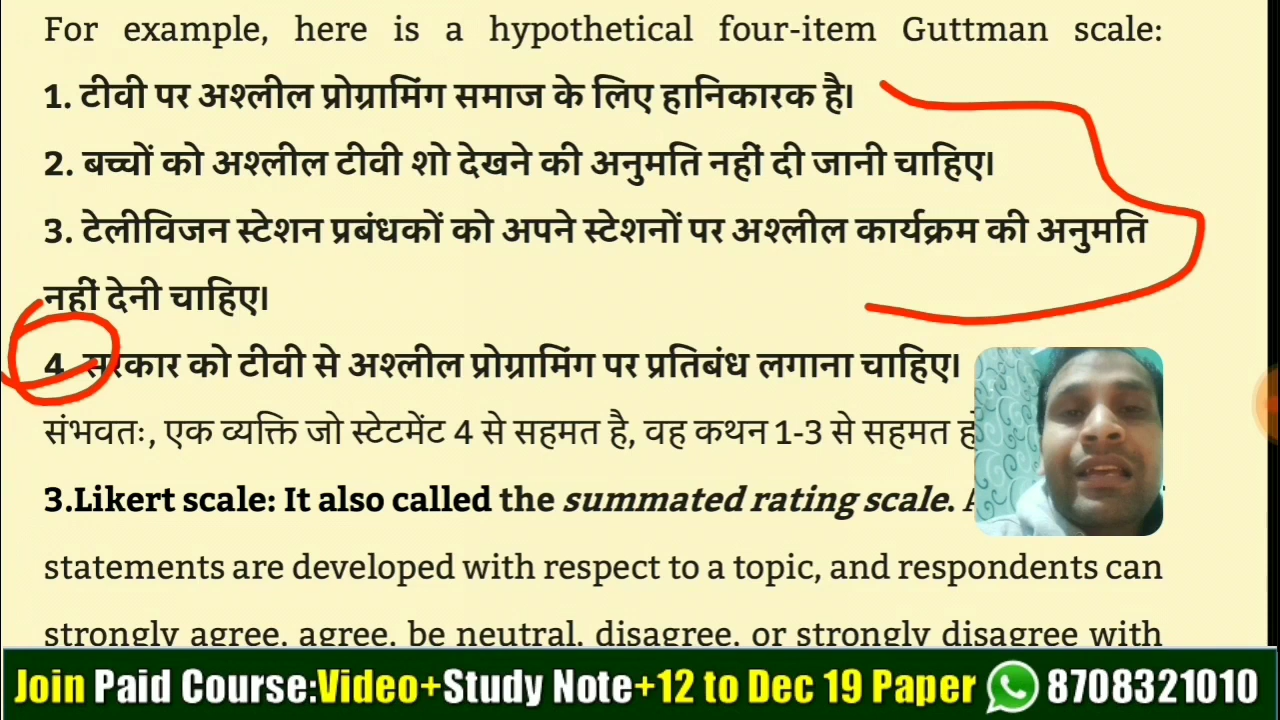 For example, here is a hypothetical four-item Guttman scale:
1. टीवी पर अश्लील प्रोग्रामिंग समाज के लिए हानिकारक है।
2. बच्चों को अश्लील टीवी शो देखने की अनुमति नहीं दी जानी चाहिए।
3. टेलीविजन स्टेशन प्रबंधकों को अपने स्टेशनों पर अश्लील कार्यक्रम की अनुमति
नहीं देनी चाहिए।
4. सरकार को टीवी से अश्लील प्रोग्रामिंग पर प्रतिबंध लगाना चाहिए।
संभवतः, एक व्यक्ति जो स्टेटमेंट 4 से सहमत है, वह कथन 1-3 से सहमत
3.Likert scale: It also called the summated rating scale.
statements are developed with respect to a topic, and respondents can
strongly agree, agree, be neutral, disagree, or strongly disagree with
Join Paid Course:Video+Study Note+12 to Dec 19 Paper 8708321010